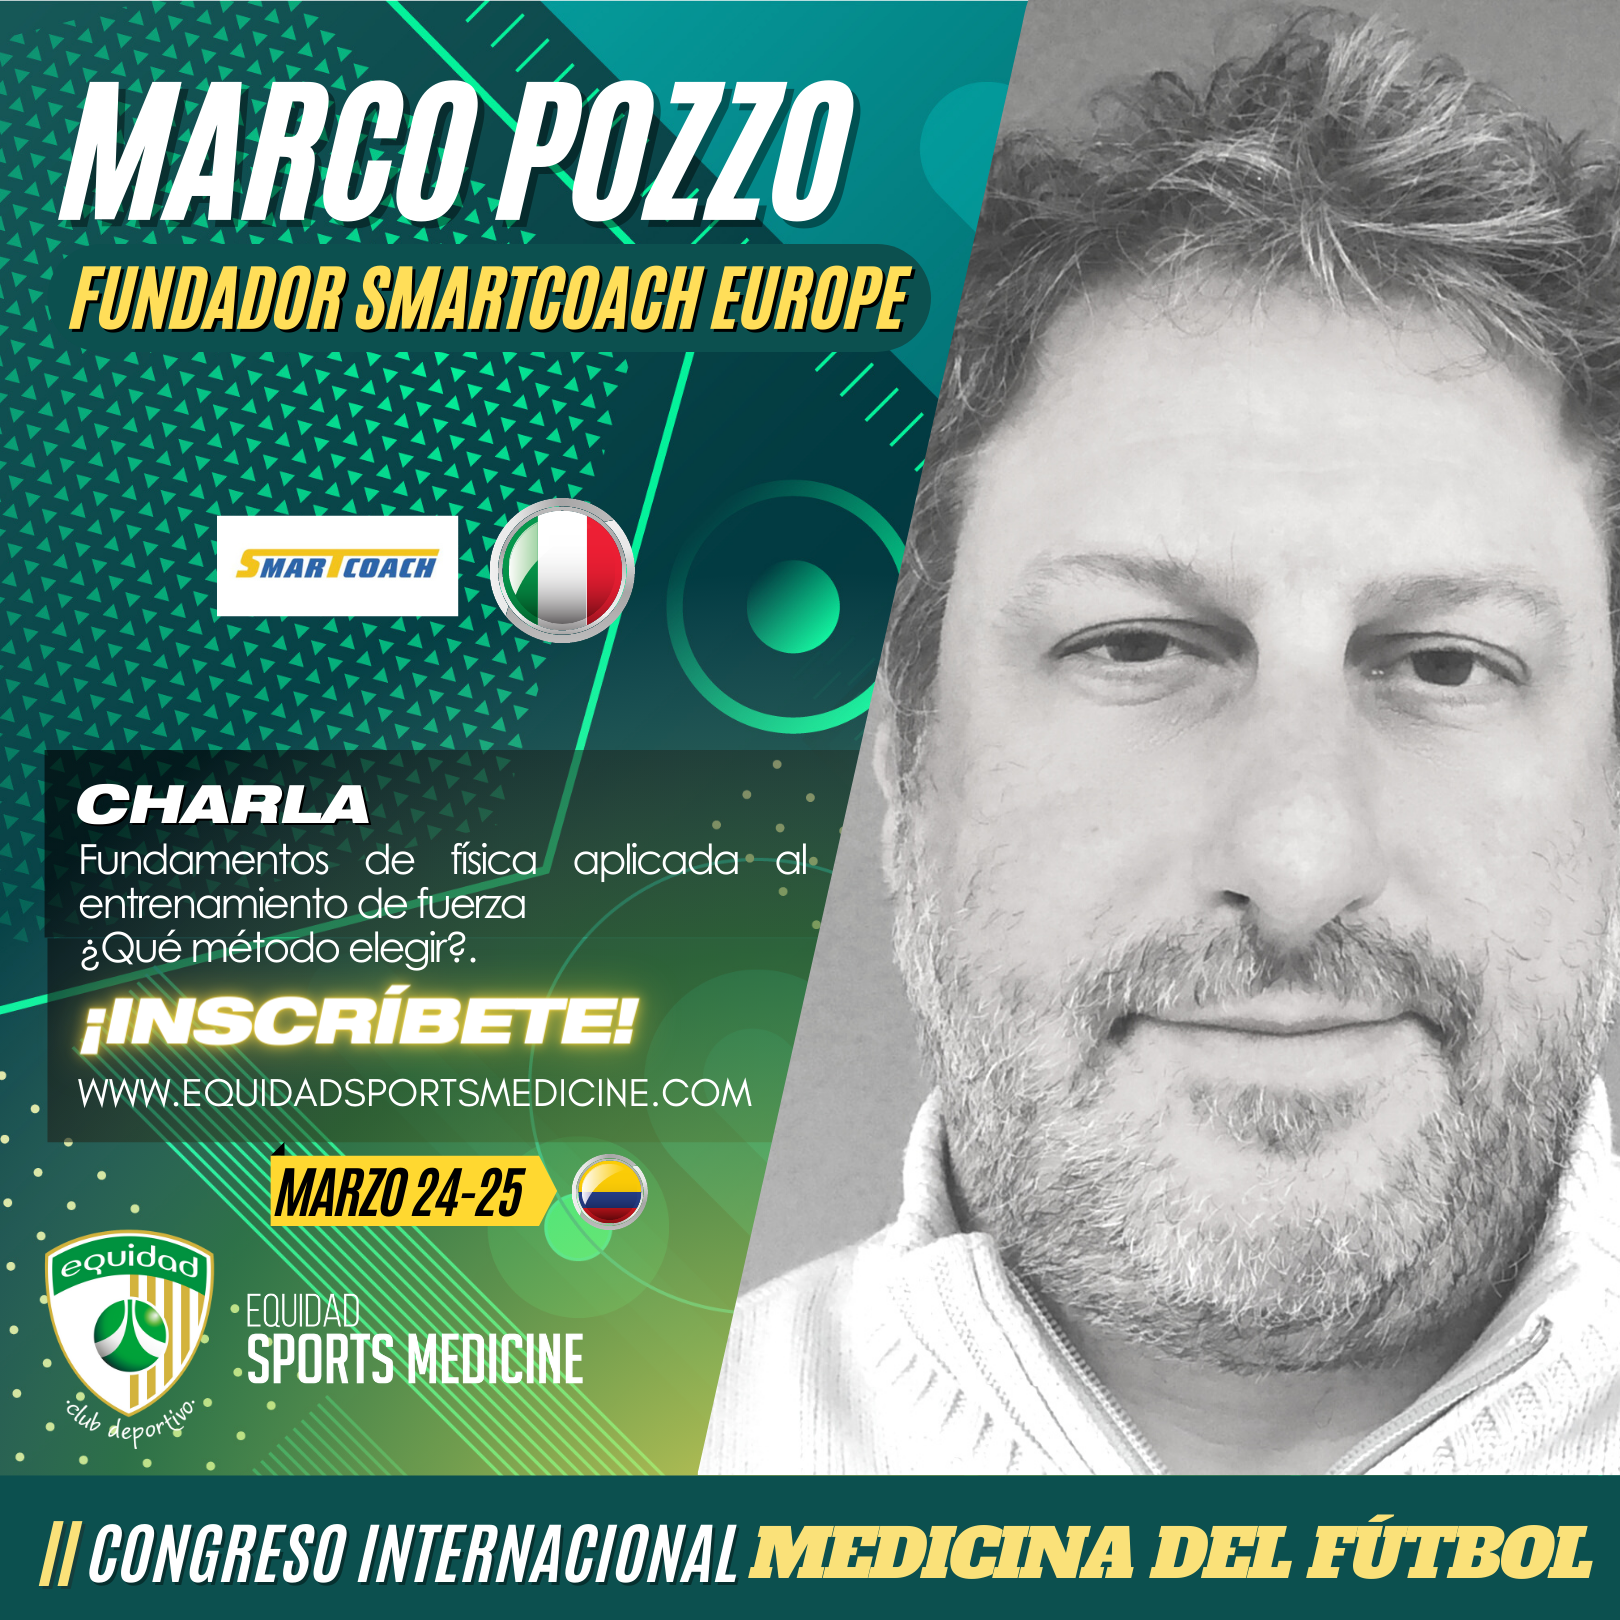 MARCO POZZO
FUNDADOR SMARTCOACH EUROPE
SMARTCOACH
CHARLA
Fundamentos de física aplicada al
entrenamiento de fuerza
¿Qué método elegir?.
¡INSCRÍBETE!
WWW.EQUIDADSPORTSMEDICINE.COM
MARZO 24-25
equidad
club deportivo
EQUIDAD
SPORTS MEDICINE
II CONGRESO INTERNACIONAL MEDICINA DEL FÚTBOL